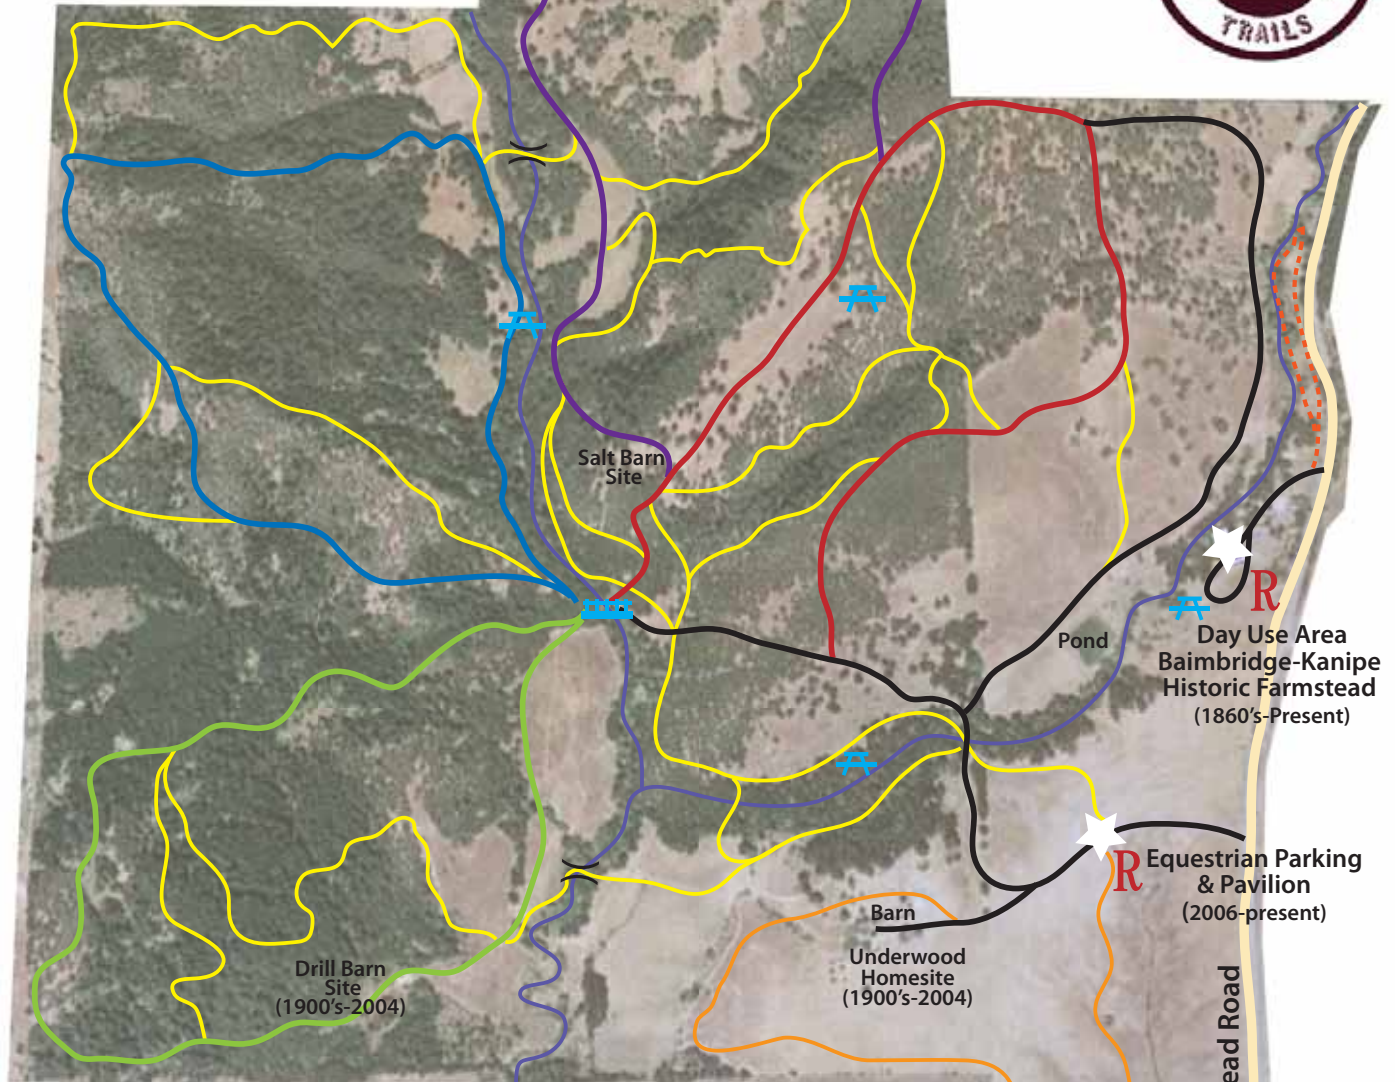 TRAILS
Salt Barn
Site
R
Pond
Day Use Area
Baimbridge-Kanipe
Historic Farmstead
(1860's-Present)
R
Equestrian Parking
& Pavilion
(2006-present)
Barn
Underwood
Homesite
(1900's-2004)
Drill Barn
Site
(1900's-2004)
ead Road